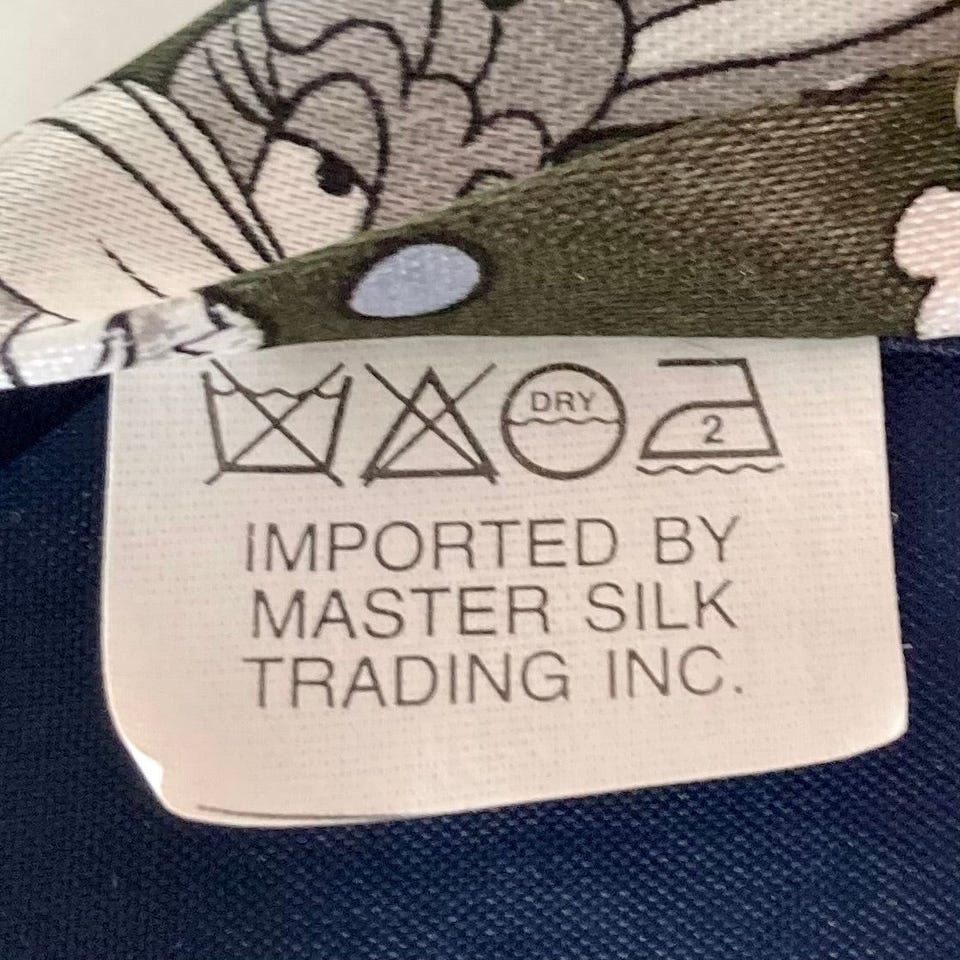 DRY
2
IMPORTED BY
MASTER SILK
TRADING INC.